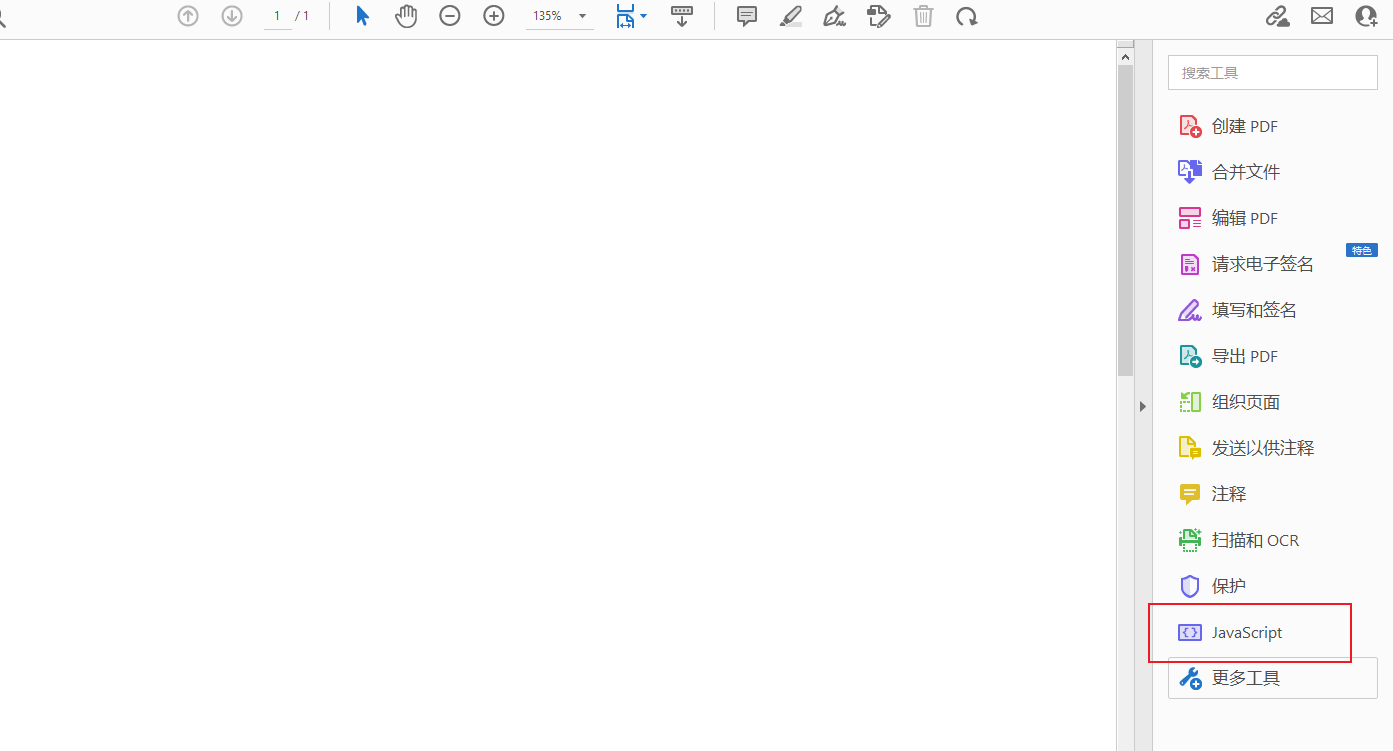 1 / 1
135%
搜索工具
创建 PDF
合并文件
编辑 PDF
特色
请求电子签名
填写和签名
导出 PDF
组织页面
发送以供注释
注释
扫描和 OCR
保护
JavaScript
更多工具